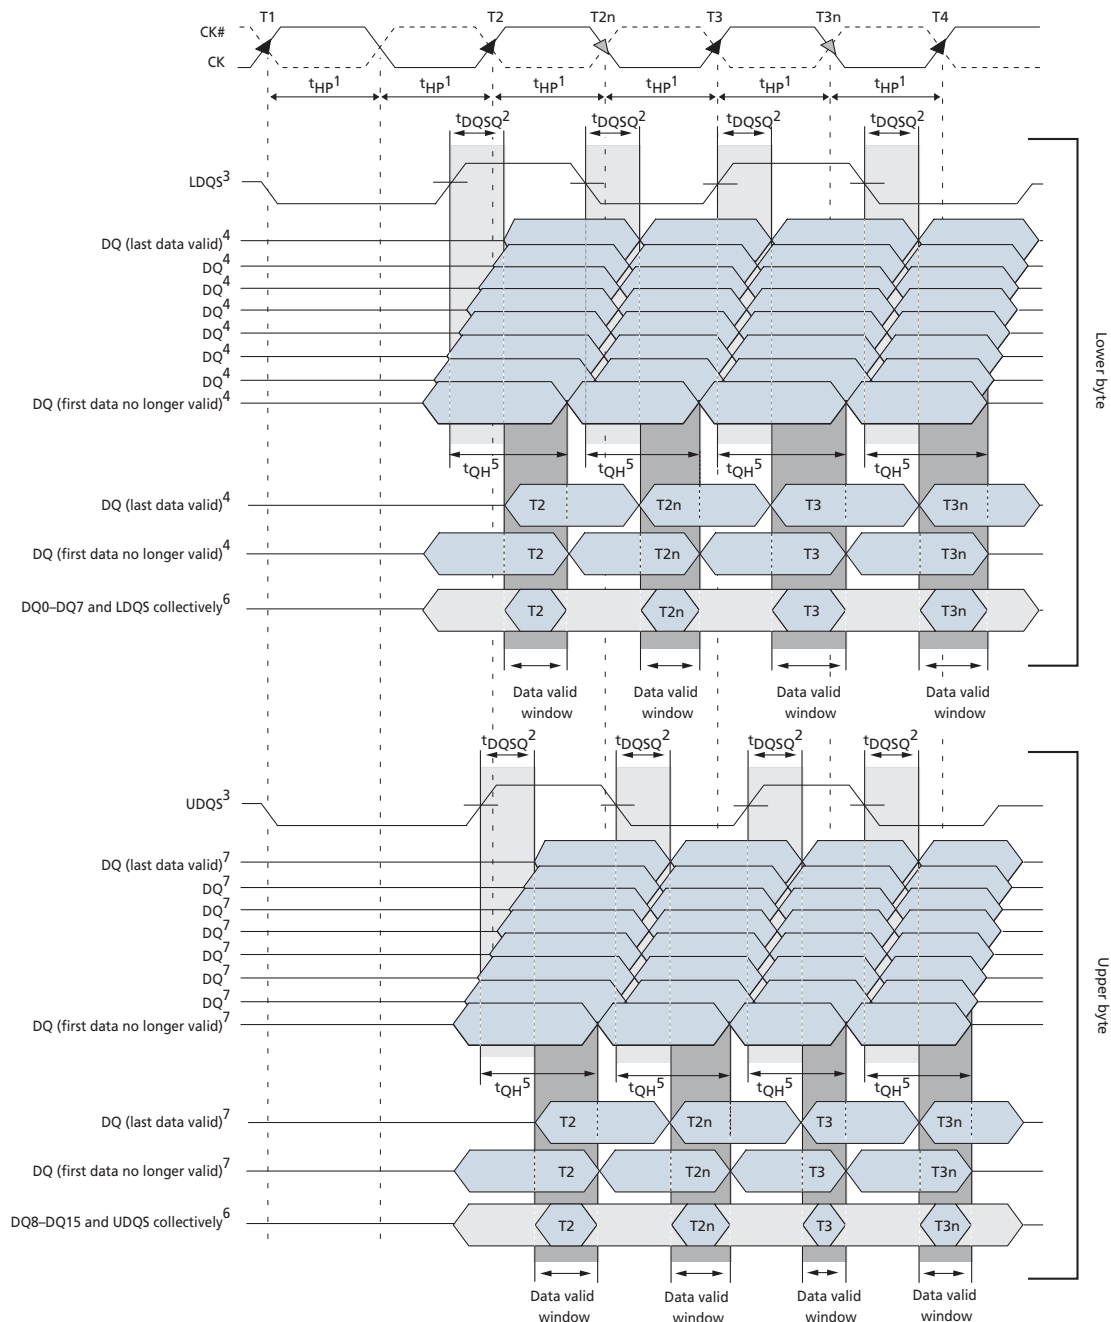 T1 T2 T2n T3 T3n T4
CK#
CK
tHP1 tHP1 tHP1 tHP1 tHP1 tHP1
tDQSQ2 tDQSQ2 tDQSQ2 tDQSQ2
LDQS3
DQ (last data valid)4
DQ4
DQ4
DQ4
DQ4
DQ4
DQ4
DQ (first data no longer valid)4
Lower byte
tQH5 tQH5 tQH5 tQH5
DQ (last data valid)4 T2 T2n T3 T3n
DQ (first data no longer valid)4 T2 T2n T3 T3n
DQ0–DQ7 and LDQS collectively6 T2 T2n T3 T3n
Data valid Data valid Data valid Data valid
window window window window
tDQSQ2 tDQSQ2 tDQSQ2 tDQSQ2
UDQS3
DQ (last data valid)7
DQ7
DQ7
DQ7
DQ7
DQ7
DQ7
DQ (first data no longer valid)7
Upper byte
tQH5 tQH5 tQH5 tQH5
DQ (last data valid)7 T2 T2n T3 T3n
DQ (first data no longer valid)7 T2 T2n T3 T3n
DQ8–DQ15 and UDQS collectively6 T2 T2n T3 T3n
Data valid Data valid Data valid Data valid
window window window window